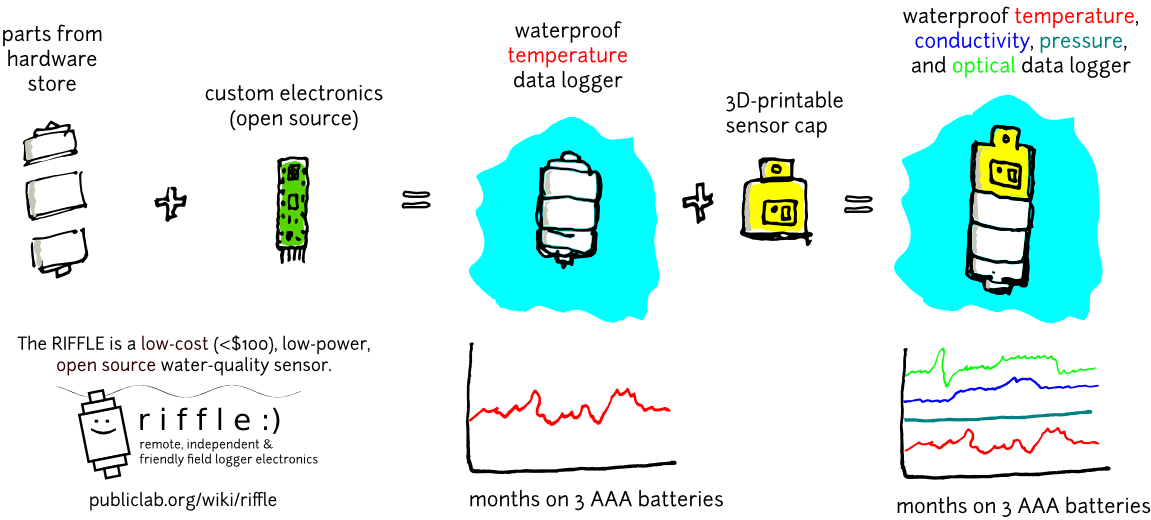 parts from
hardware
store
custom electronics
(open source)
waterproof
temperature
data logger
3D-printable
sensor cap
waterproof temperature,
conductivity, pressure,
and optical data logger
The RIFFLE is a low-cost (<$100), low-power,
open source water-quality sensor.
riffle :)
remote, independent &
friendly field logger electronics
publiclab.org/wiki/riffle
months on 3 AAA batteries
months on 3 AAA batteries